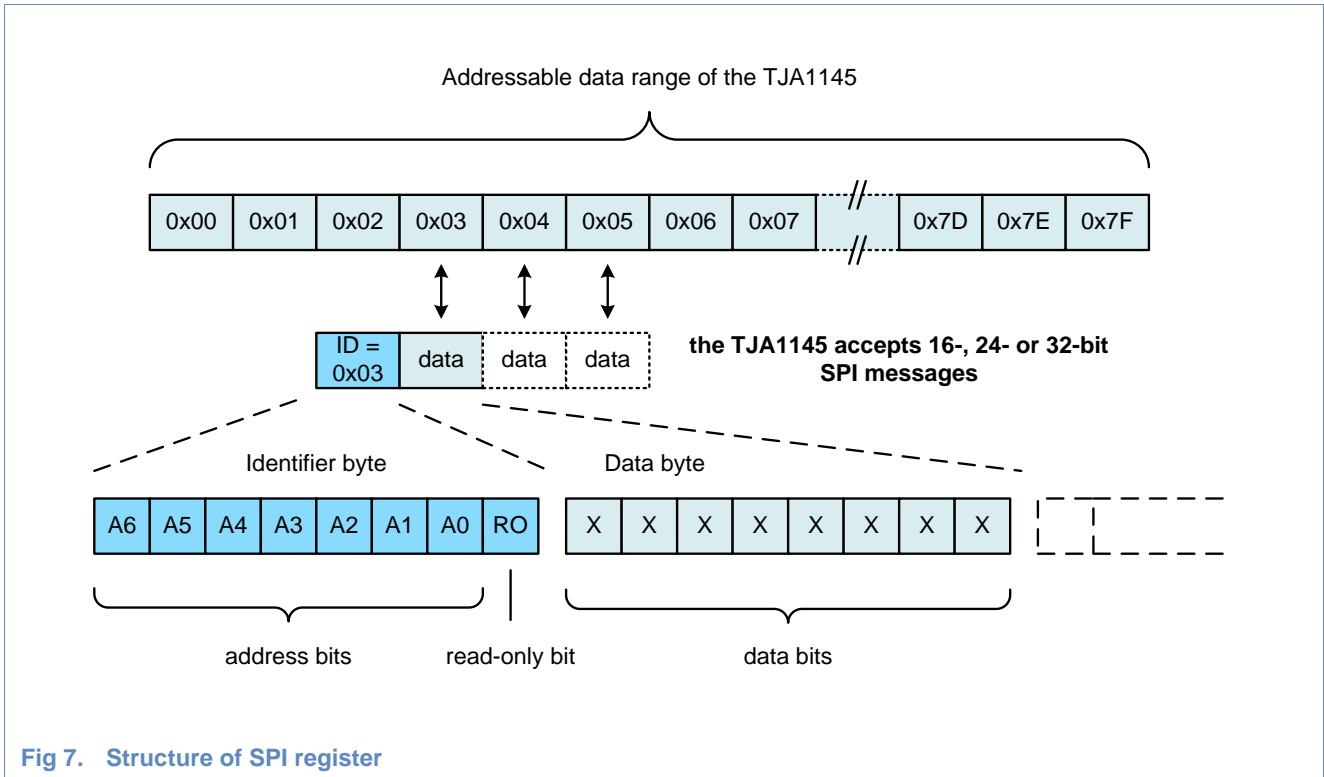 Addressable data range of the TJA1145
0x00 0x01 0x02 0x03 0x04 0x05 0x06 0x07 // // 0x7D 0x7E 0x7F
ID =
0x03
data data data
the TJA1145 accepts 16-, 24- or 32-bit
SPI messages
Identifier byte Data byte
A6 A5 A4 A3 A2 A1 A0 RO X X X X X X X X
address bits read-only bit data bits
Fig 7. Structure of SPI register